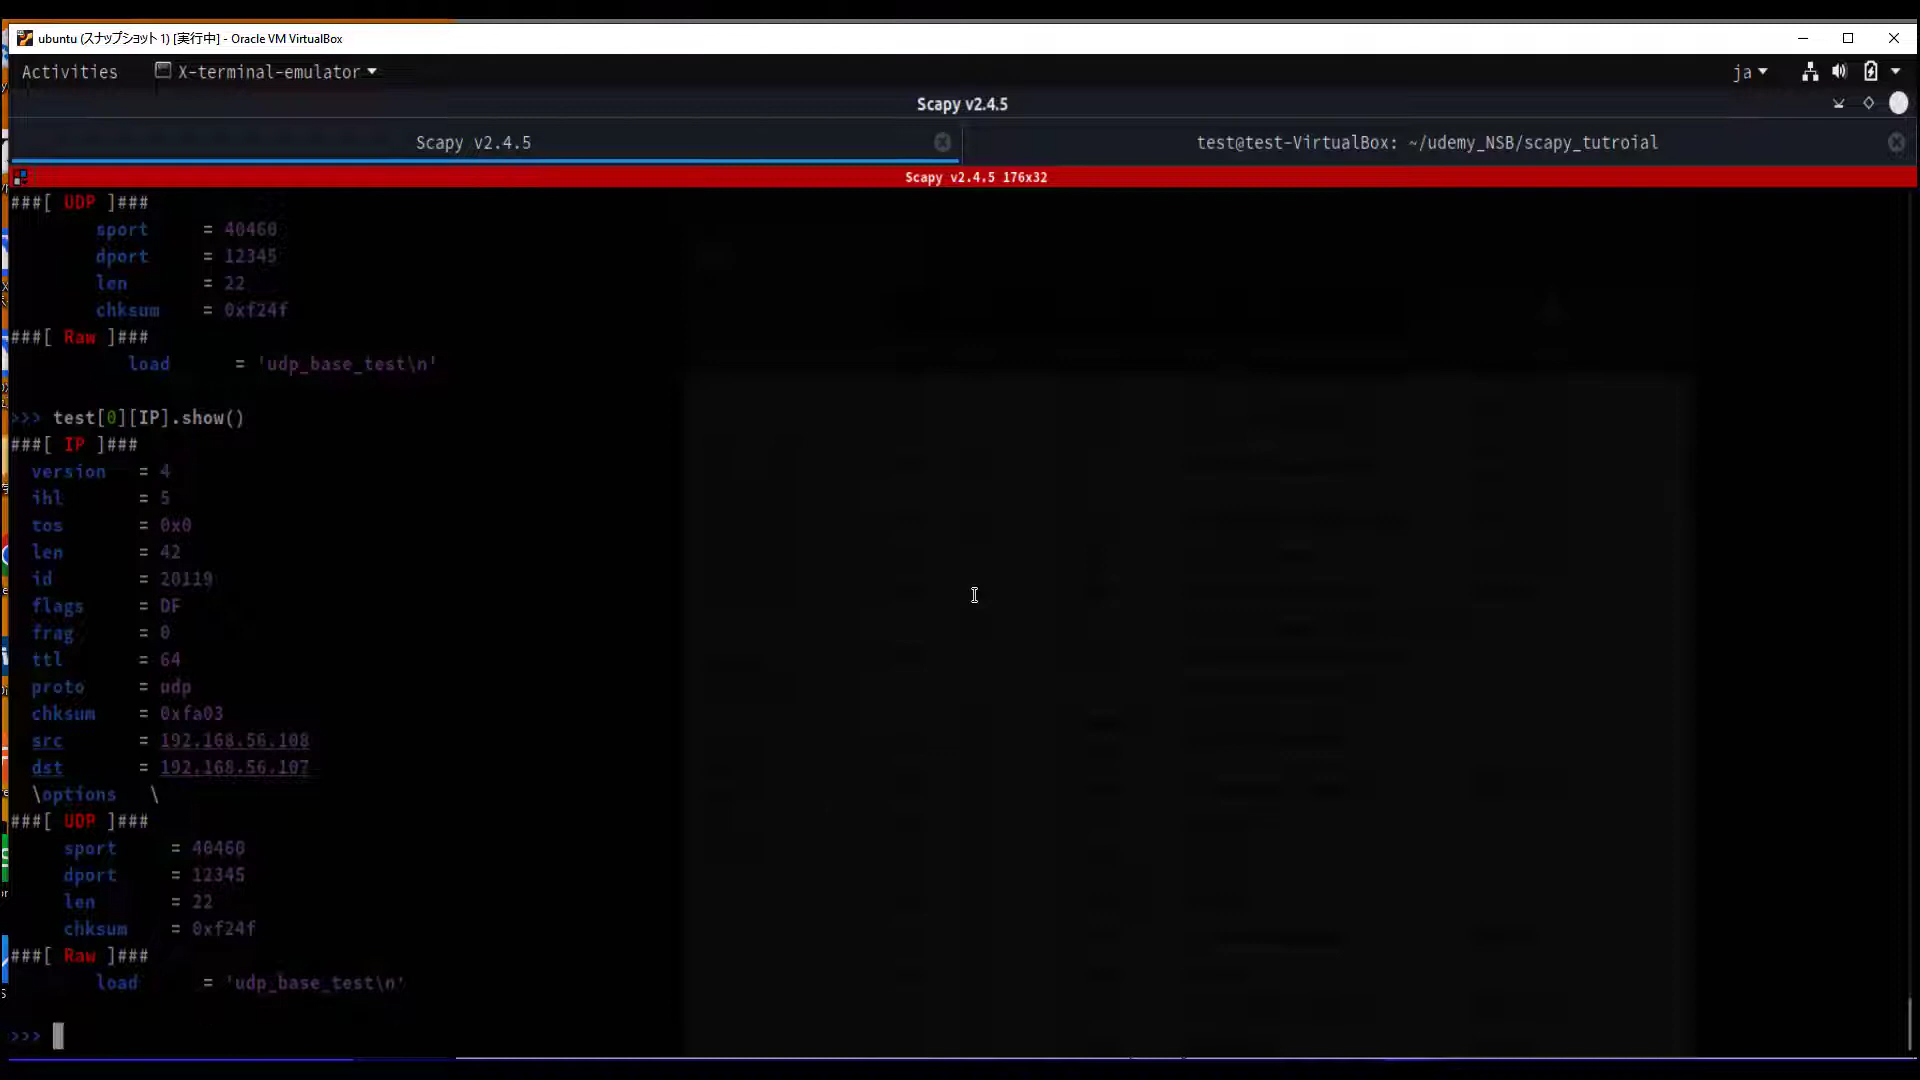 ubuntu (スナップショット 1) [実行中] - Oracle VM VirtualBox
Activities X-terminal-emulator ja
Scapy v2.4.5
Scapy v2.4.5 test@test-VirtualBox: ~/udemy_NSB/scapy_tutroial
Scapy v2.4.5 176x32
###[ UDP ]###
sport = 40460
dport = 12345
len = 22
chksum = 0xf24f
###[ Raw ]###
load = 'udp_base_test\n'
>>> test[0][IP].show()
###[ IP ]###
version = 4
ihl = 5
tos = 0x0
len = 42
id = 20119
flags = DF
frag = 0
ttl = 64
proto = udp
chksum = 0xfa03
src = 192.168.56.108
dst = 192.168.56.107
\options \
###[ UDP ]###
sport = 40460
dport = 12345
len = 22
chksum = 0xf24f
###[ Raw ]###
load = 'udp_base_test\n'
>>>